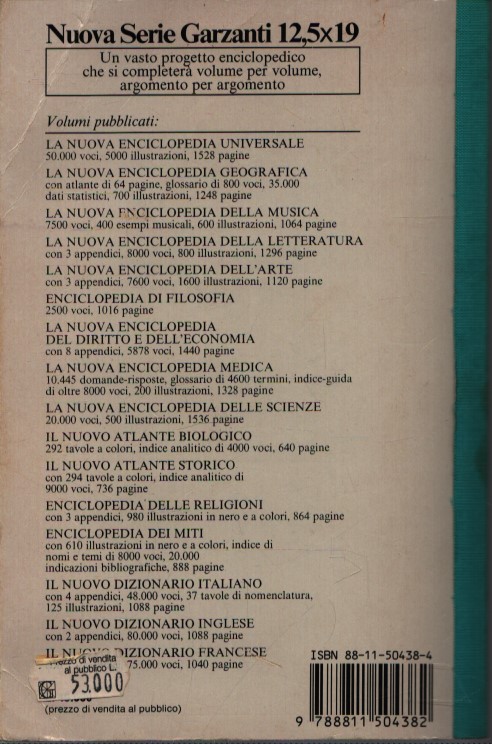 Nuova Serie Garzanti 12,5x19
Un vasto progetto enciclopedico
che si completerà volume per volume,
argomento per argomento
Volumi pubblicati:
LA NUOVA ENCICLOPEDIA UNIVERSALE
50.000 voci, 5000 illustrazioni, 1528 pagine
LA NUOVA ENCICLOPEDIA GEOGRAFICA
con atlante di 64 pagine, glossario di 800 voci, 35.000
dati statistici, 700 illustrazioni, 1248 pagine
LA NUOVA ENCICLOPEDIA DELLA MUSICA
7500 voci, 400 esempi musicali, 600 illustrazioni, 1064 pagine
LA NUOVA ENCICLOPEDIA DELLA LETTERATURA
con 3 appendici, 8000 voci, 800 illustrazioni, 1296 pagine
LA NUOVA ENCICLOPEDIA DELL'ARTE
con 3 appendici, 7600 voci, 1600 illustrazioni, 1120 pagine
ENCICLOPEDIA DI FILOSOFIA
2500 voci, 1016 pagine
LA NUOVA ENCICLOPEDIA
DEL DIRITTO E DELL'ECONOMIA
con 8 appendici, 5878 voci, 1440 pagine
LA NUOVA ENCICLOPEDIA MEDICA
10.445 domande-risposte, glossario di 4600 termini, indice-guida
di oltre 8000 voci, 200 illustrazioni, 1328 pagine
LA NUOVA ENCICLOPEDIA DELLE SCIENZE
20.000 voci, 500 illustrazioni, 1536 pagine
IL NUOVO ATLANTE BIOLOGICO
292 tavole a colori, indice analitico di 4000 voci, 640 pagine
IL NUOVO ATLANTE STORICO
con 294 tavole a colori, indice analitico di
9000 voci, 736 pagine
ENCICLOPEDIA DELLE RELIGIONI
con 3 appendici, 980 illustrazioni in nero e a colori, 864 pagine
ENCICLOPEDIA DEI MITI
con 610 illustrazioni in nero e a colori, indice di
nomi e temi di 8000 voci, 20.000
indicazioni bibliografiche, 888 pagine
IL NUOVO DIZIONARIO ITALIANO
con 4 appendici, 48.000 voci, 37 tavole di nomenclatura,
125 illustrazioni, 1088 pagine
IL NUOVO DIZIONARIO INGLESE
con 2 appendici, 80.000 voci, 1088 pagine
IL NUOVO DIZIONARIO FRANCESE
75.000 voci, 1040 pagine
Prezzo di vendita
al pubblico L.
53.000
(prezzo di vendita al pubblico)
ISBN 88-11-50438-4
9 788811 504382